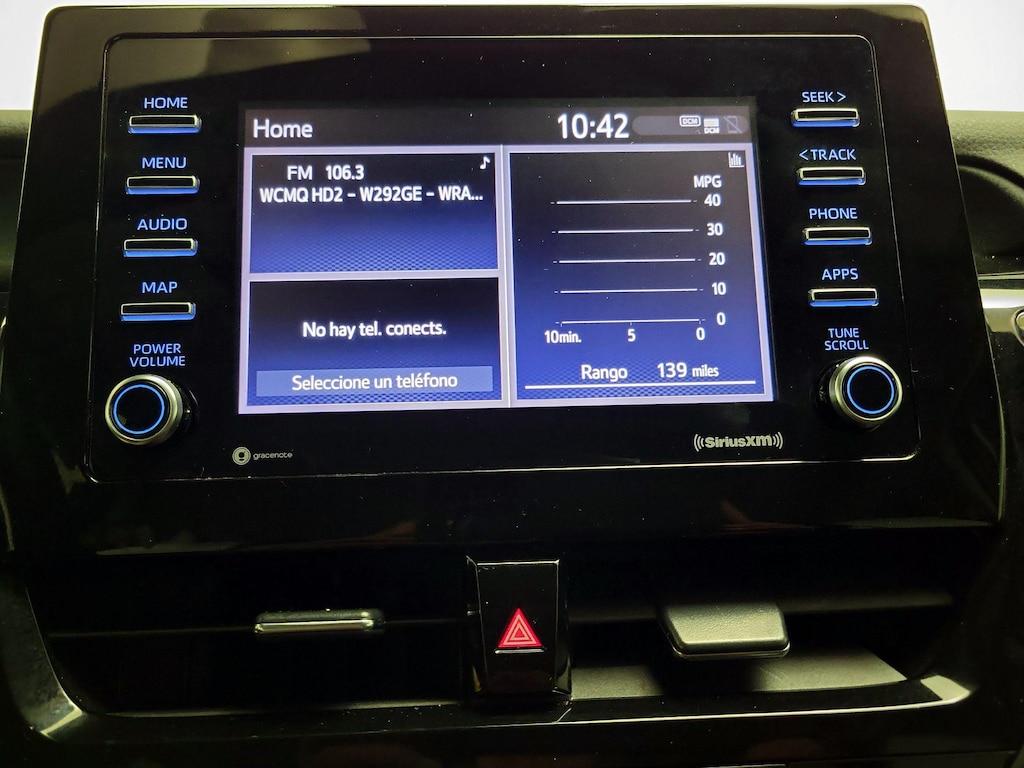 HOME
MENU
AUDIO
MAP
POWER
VOLUME
Home 10:42 DCM DCM
FM 106.3
WCMQ HD2 - W292GE - WRA...
No hay tel. conects.
Seleccione un teléfono
MPG
40
30
20
10
0
10min. 5 0
Rango 139 miles
SEEK >
< TRACK
PHONE
APPS
TUNE
SCROLL
gracenote
((SiriusXM))